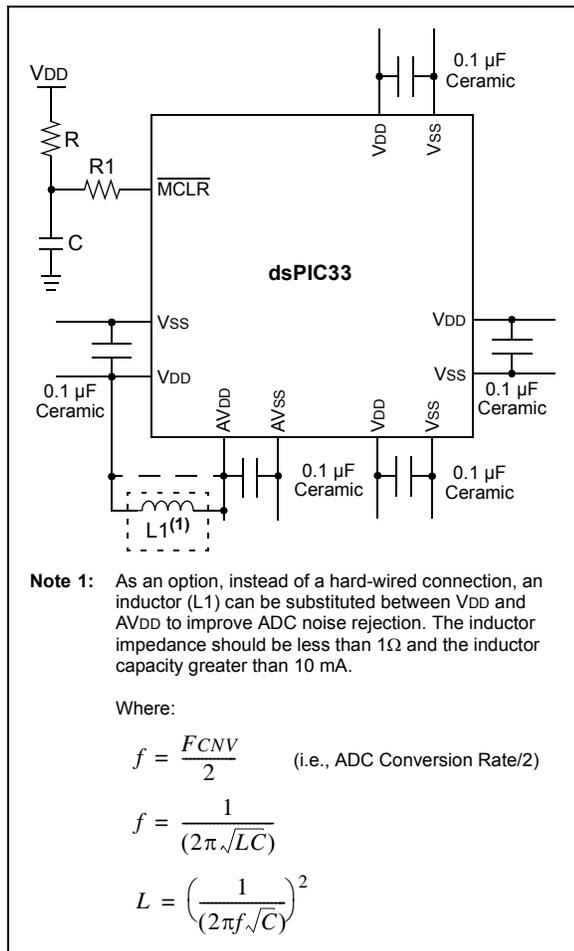 0.1 µF
Ceramic
VDD
R
R1
C
MCLR
VDD
VSS
dsPIC33
VSS
VDD
0.1 µF
Ceramic
VDD
VSS
0.1 µF
Ceramic
AVDD
AVSS
VDD
VSS
0.1 µF
Ceramic
0.1 µF
Ceramic
L1(1)
Note 1: As an option, instead of a hard-wired connection, an
inductor (L1) can be substituted between VDD and
AVDD to improve ADC noise rejection. The inductor
impedance should be less than 1Ω and the inductor
capacity greater than 10 mA.
Where:
f = FCNV / 2 (i.e., ADC Conversion Rate/2)
f = 1 / (2π√LC)
L = (1 / (2πf√C))²